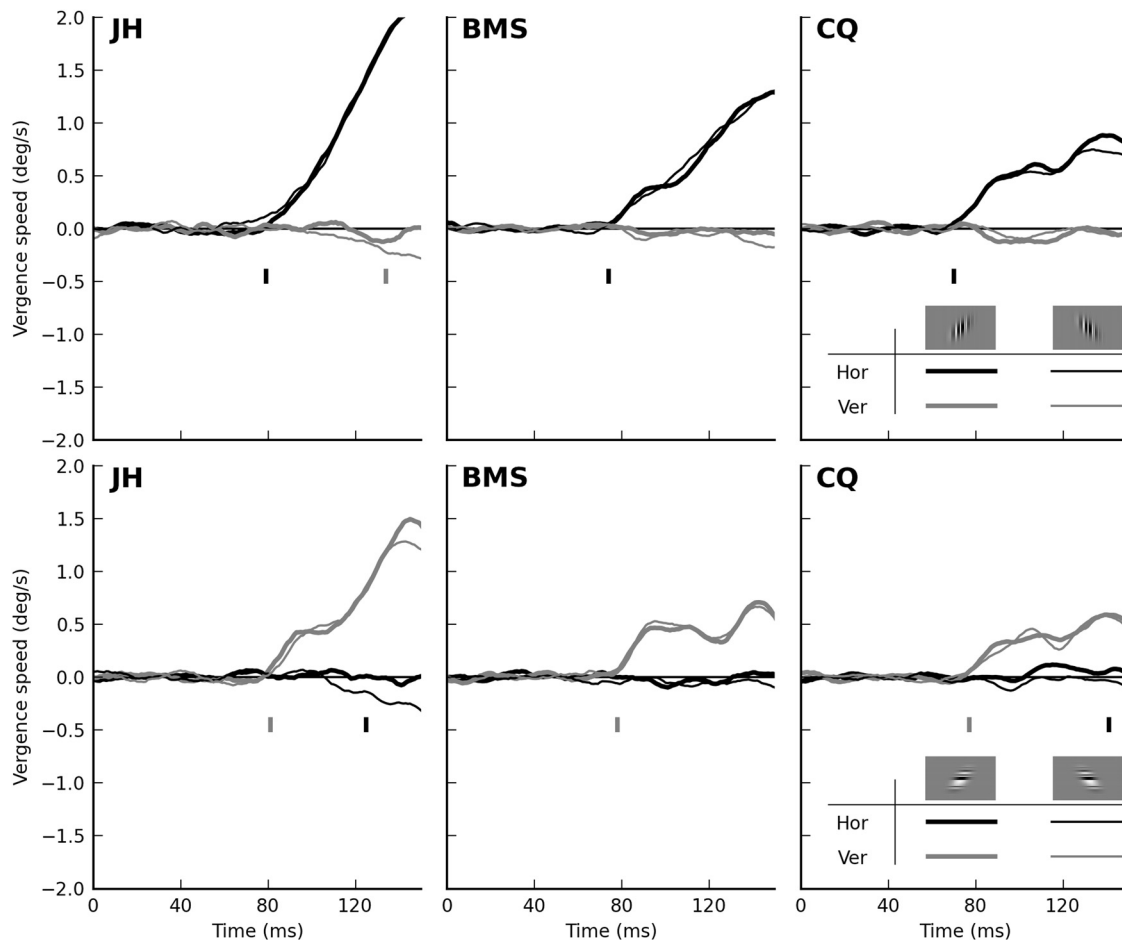 JH BMS CQ
2.0
1.5
1.0
0.5
0.0
−0.5
−1.0
−1.5
−2.0
Vergence speed (deg/s)
Hor
Ver
JH BMS CQ
2.0
1.5
1.0
0.5
0.0
−0.5
−1.0
−1.5
−2.0
Vergence speed (deg/s)
Hor
Ver
0 40 80 120 0 40 80 120 0 40 80 120
Time (ms) Time (ms) Time (ms)